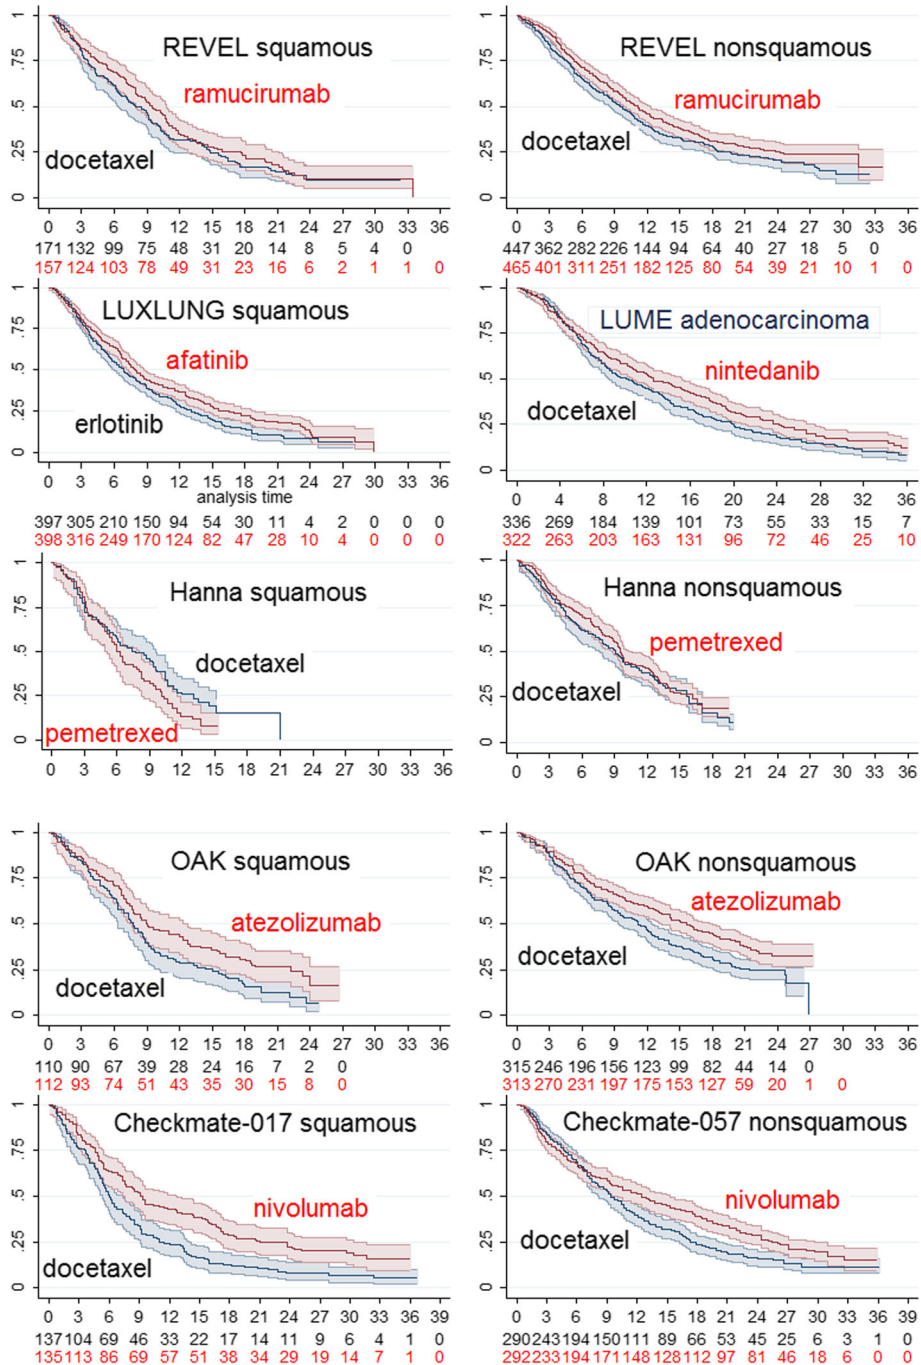 REVEL squamous
ramucirumab
docetaxel
1
.75
.5
.25
0
0 3 6 9 12 15 18 21 24 27 30 33 36
171 132 99 75 48 31 20 14 8 5 4 0
157 124 103 78 49 31 23 16 6 2 1 1 0
REVEL nonsquamous
ramucirumab
docetaxel
1
.75
.5
.25
0
0 3 6 9 12 15 18 21 24 27 30 33 36
447 362 282 226 144 94 64 40 27 18 5 0
465 401 311 251 182 125 80 54 39 21 10 1 0
LUXLUNG squamous
afatinib
erlotinib
1
.75
.5
.25
0
0 3 6 9 12 15 18 21 24 27 30 33 36
analysis time
397 305 210 150 94 54 30 11 4 2 0 0 0
398 316 249 170 124 82 47 28 10 4 0 0 0
LUME adenocarcinoma
nintedanib
docetaxel
1
.75
.5
.25
0
0 4 8 12 16 20 24 28 32 36
336 269 184 139 101 73 55 33 15 7
322 263 203 163 131 96 72 46 25 10
Hanna squamous
docetaxel
pemetrexed
1
.75
.5
.25
0
0 3 6 9 12 15 18 21 24 27 30 33 36
Hanna nonsquamous
pemetrexed
docetaxel
1
.75
.5
.25
0
0 3 6 9 12 15 18 21 24 27 30 33 36
OAK squamous
atezolizumab
docetaxel
1
.75
.5
.25
0
0 3 6 9 12 15 18 21 24 27 30 33 36
110 90 67 39 28 24 16 7 2 0
112 93 74 51 43 35 30 15 8 0
OAK nonsquamous
atezolizumab
docetaxel
1
.75
.5
.25
0
0 3 6 9 12 15 18 21 24 27 30 33 36 39
315 246 196 156 123 99 82 44 14 0
313 270 231 197 175 153 127 59 20 1 0
Checkmate-017 squamous
nivolumab
docetaxel
1
.75
.5
.25
0
0 3 6 9 12 15 18 21 24 27 30 33 36 39
137 104 69 46 33 22 17 14 11 9 6 4 1 0
135 113 86 69 57 51 38 34 29 19 14 7 1 0
Checkmate-057 nonsquamous
nivolumab
docetaxel
1
.75
.5
.25
0
0 3 6 9 12 15 18 21 24 27 30 33 36 39
290 243 194 150 111 89 66 53 45 25 6 3 1 0
292 233 194 171 148 128 112 97 81 46 18 6 0 0